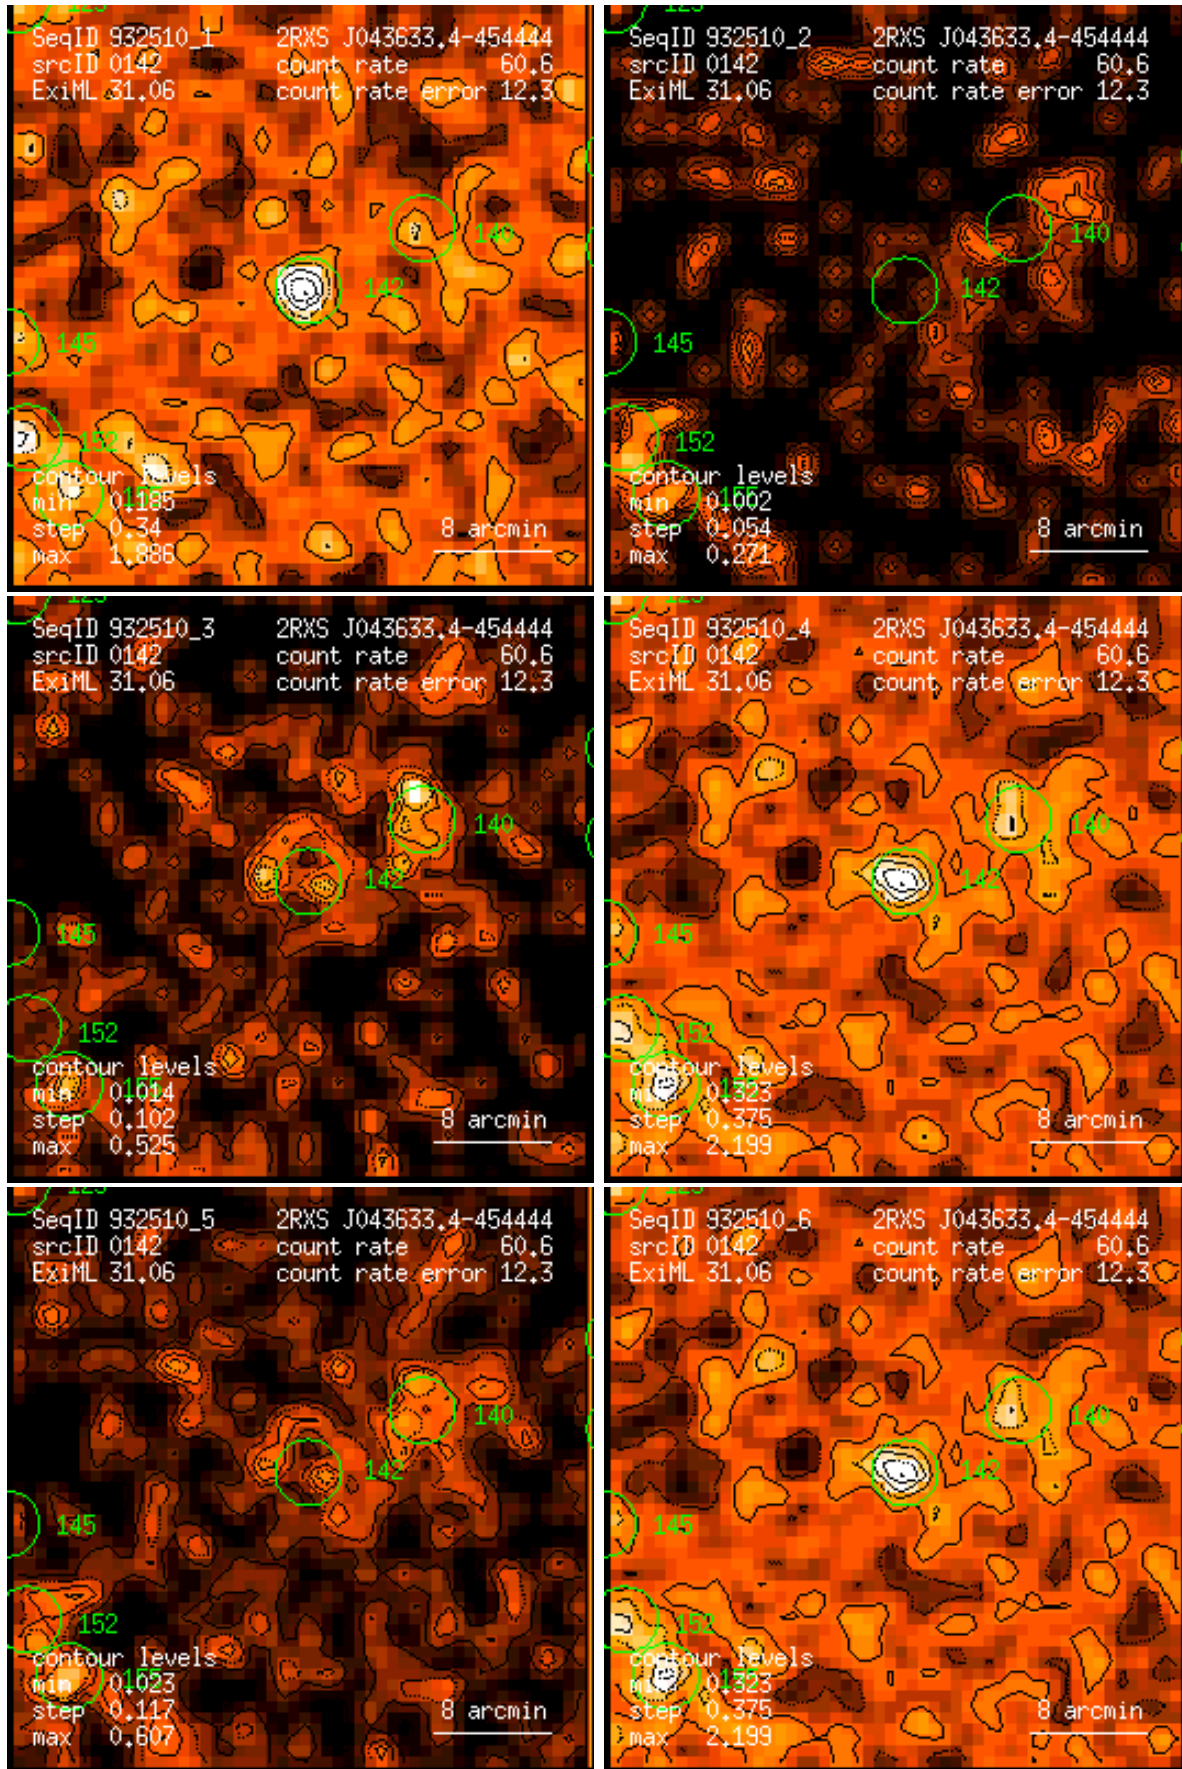 123
SeqID 932510_1 2RXS J043633.4-454444
srcID 0142 count rate 60.6
ExiML 31.06 count rate error 12.3
140
142
145
152
155
contour levels
min 0.185
step 0.34 8 arcmin
max 1.886
SeqID 932510_2 2RXS J043633.4-454444
srcID 0142 count rate 60.6
ExiML 31.06 count rate error 12.3
140
142
145
152
155
contour levels
min 0.002
step 0.054 8 arcmin
max 0.271
SeqID 932510_3 2RXS J043633.4-454444
srcID 0142 count rate 60.6
ExiML 31.06 count rate error 12.3
140
142
145
152
contour levels
min 0.014
step 0.102 8 arcmin
max 0.525
SeqID 932510_4 2RXS J043633.4-454444
srcID 0142 count rate 60.6
ExiML 31.06 count rate error 12.3
140
142
145
152
contour levels
min 0.323
step 0.375 8 arcmin
max 2.199
SeqID 932510_5 2RXS J043633.4-454444
srcID 0142 count rate 60.6
ExiML 31.06 count rate error 12.3
140
142
145
152
contour levels
min 0.023
step 0.117 8 arcmin
max 0.607
SeqID 932510_6 2RXS J043633.4-454444
srcID 0142 count rate 60.6
ExiML 31.06 count rate error 12.3
140
142
145
152
contour levels
min 0.323
step 0.375 8 arcmin
max 2.199